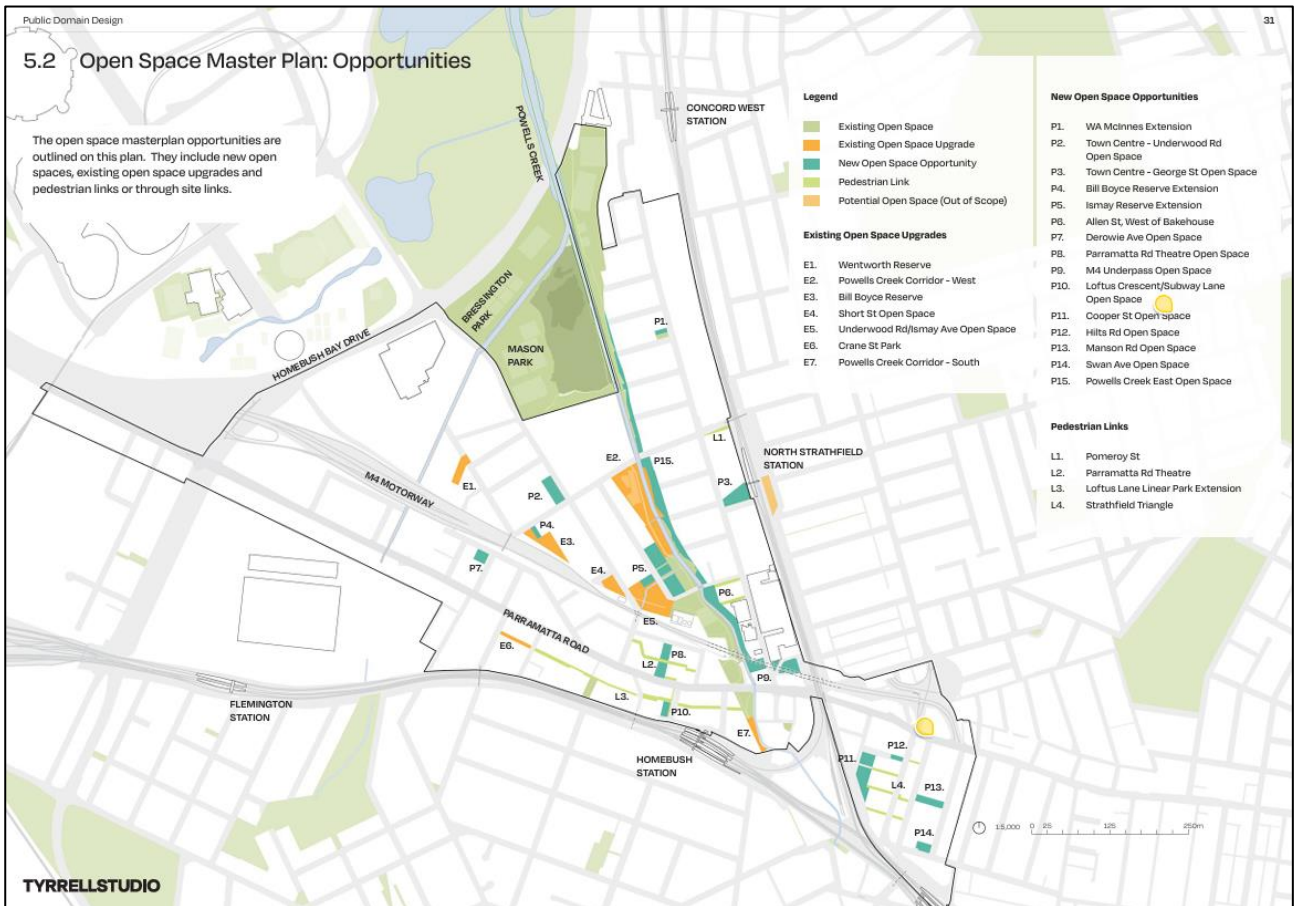 Public Domain Design
31
5.2 Open Space Master Plan: Opportunities
The open space masterplan opportunities are
outlined on this plan. They include new open
spaces, existing open space upgrades and
pedestrian links or through site links.
Legend
Existing Open Space
Existing Open Space Upgrade
New Open Space Opportunity
Pedestrian Link
Potential Open Space (Out of Scope)
Existing Open Space Upgrades
E1. Wentworth Reserve
E2. Powells Creek Corridor - West
E3. Bill Boyce Reserve
E4. Short St Open Space
E5. Underwood Rd/Ismay Ave Open Space
E6. Crane St Park
E7. Powells Creek Corridor - South
New Open Space Opportunities
P1. WA McInnes Extension
P2. Town Centre - Underwood Rd
Open Space
P3. Town Centre - George St Open Space
P4. Bill Boyce Reserve Extension
P5. Ismay Reserve Extension
P6. Allen St, West of Bakehouse
P7. Derowie Ave Open Space
P8. Parramatta Rd Theatre Open Space
P9. M4 Underpass Open Space
P10. Loftus Crescent/Subway Lane
Open Space
P11. Cooper St Open Space
P12. Hilts Rd Open Space
P13. Manson Rd Open Space
P14. Swan Ave Open Space
P15. Powells Creek East Open Space
Pedestrian Links
L1. Pomeroy St
L2. Parramatta Rd Theatre
L3. Loftus Lane Linear Park Extension
L4. Strathfield Triangle
CONCORD WEST
STATION
POWELLS CREEK
BRESSINGTON
PARK
MASON
PARK
HOMEBUSH BAY DRIVE
P1.
L1.
NORTH STRATHFIELD
STATION
E2.
P15.
P3.
E1.
M4 MOTORWAY
P2.
P4.
E3.
P7.
E4.
P5.
P6.
E5.
PARRAMATTA ROAD
E6.
P8.
L2.
P9.
L3.
P10.
FLEMINGTON
STATION
E7.
HOMEBUSH
STATION
P12.
P11.
L4.
P13.
P14.
1:5,000 0 25 125 250m
TYRRELLSTUDIO